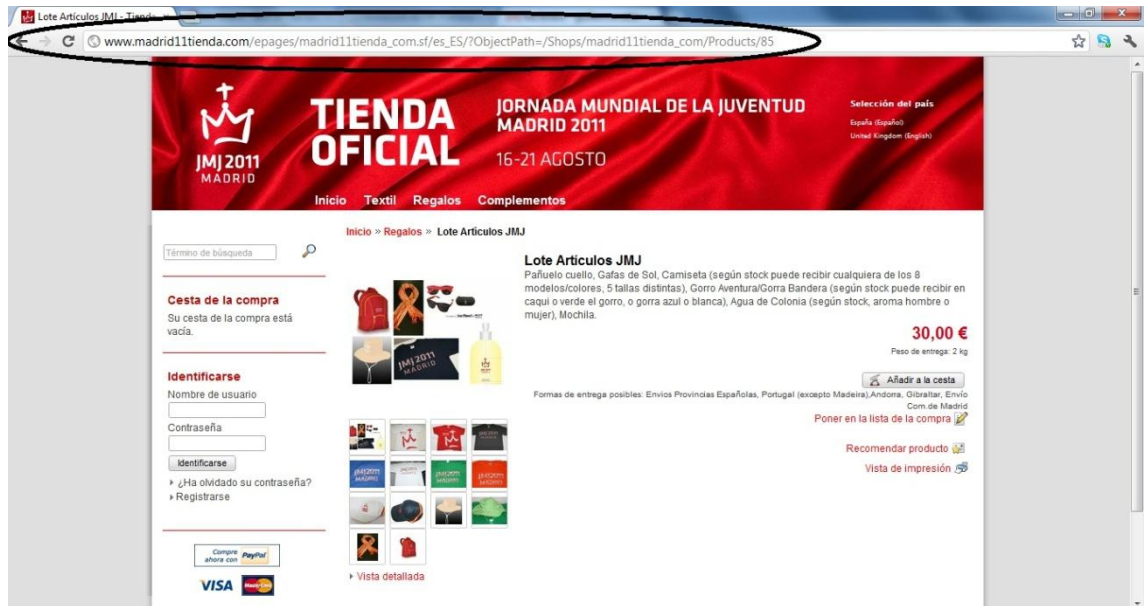 Lote Artículos JMJ - Tienda
www.madrid11tienda.com/epages/madrid11tienda_com.sf/es_ES/?ObjectPath=/Shops/madrid11tienda_com/Products/85
JMJ 2011
MADRID
TIENDA
OFICIAL
JORNADA MUNDIAL DE LA JUVENTUD
MADRID 2011
16-21 AGOSTO
Selección del país
España (Español)
United Kingdom (English)
Inicio Textil Regalos Complementos
Inicio » Regalos » Lote Articulos JMJ
Término de búsqueda
Cesta de la compra
Su cesta de la compra está
vacía.
Identificarse
Nombre de usuario
Contraseña
Identificarse
¿Ha olvidado su contraseña?
Registrarse
Compre
ahora con PayPal
VISA MasterCard
JMJ 2011
MADRID
Vista detallada
Lote Articulos JMJ
Pañuelo cuello, Gafas de Sol, Camiseta (según stock puede recibir cualquiera de los 8
modelos/colores, 5 tallas distintas), Gorro Aventura/Gorra Bandera (según stock puede recibir en
caqui o verde el gorro, o gorra azul o blanca), Agua de Colonia (según stock, aroma hombre o
mujer), Mochila.
30,00 €
Peso de entrega: 2 kg
Añadir a la cesta
Formas de entrega posibles: Envios Provincias Españolas, Portugal (excepto Madeira),Andorra, Gibraltar, Envío
Com.de Madrid
Poner en la lista de la compra
Recomendar producto
Vista de impresión